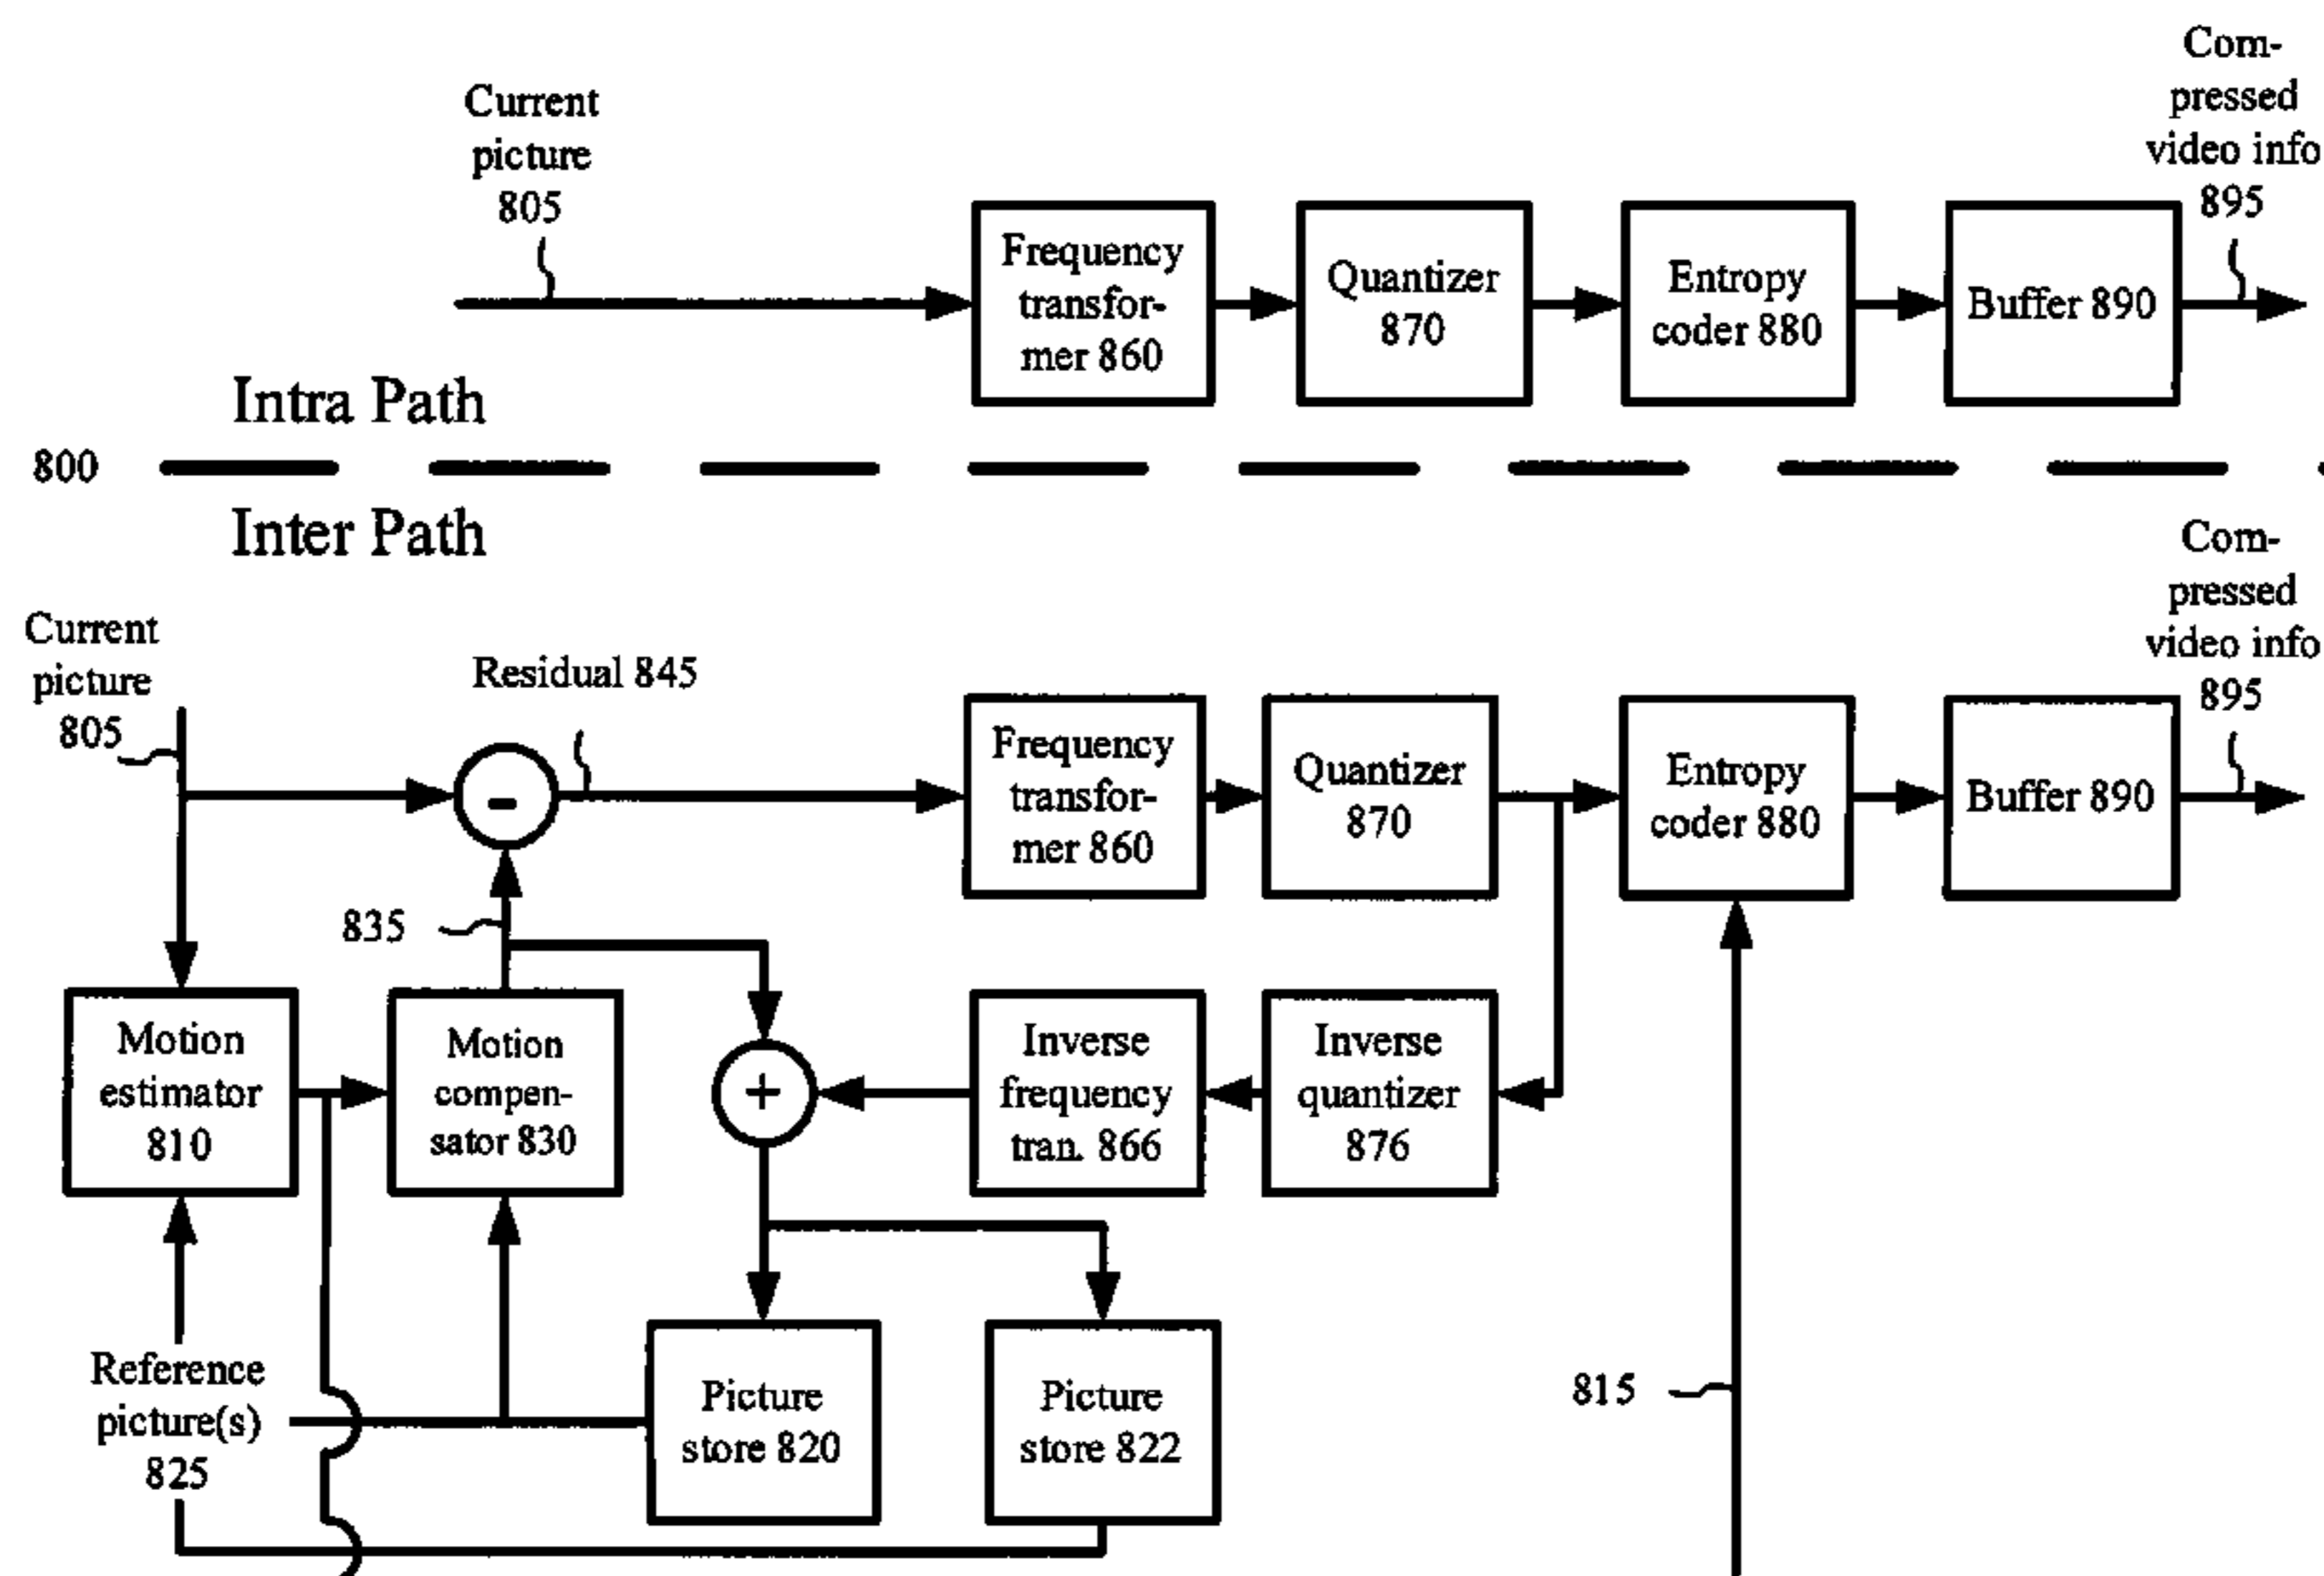 Current
picture
805
Com-
pressed
video info
895
Frequency
transfor-
mer 860
Quantizer
870
Entropy
coder 880
Buffer 890
Intra Path
800
Inter Path
Current
picture
805
Residual 845
Com-
pressed
video info
895
Frequency
transfor-
mer 860
Quantizer
870
Entropy
coder 880
Buffer 890
-
835
Motion
estimator
810
Motion
compen-
sator 830
+
Inverse
frequency
tran. 866
Inverse
quantizer
876
Reference
picture(s)
825
Picture
store 820
Picture
store 822
815